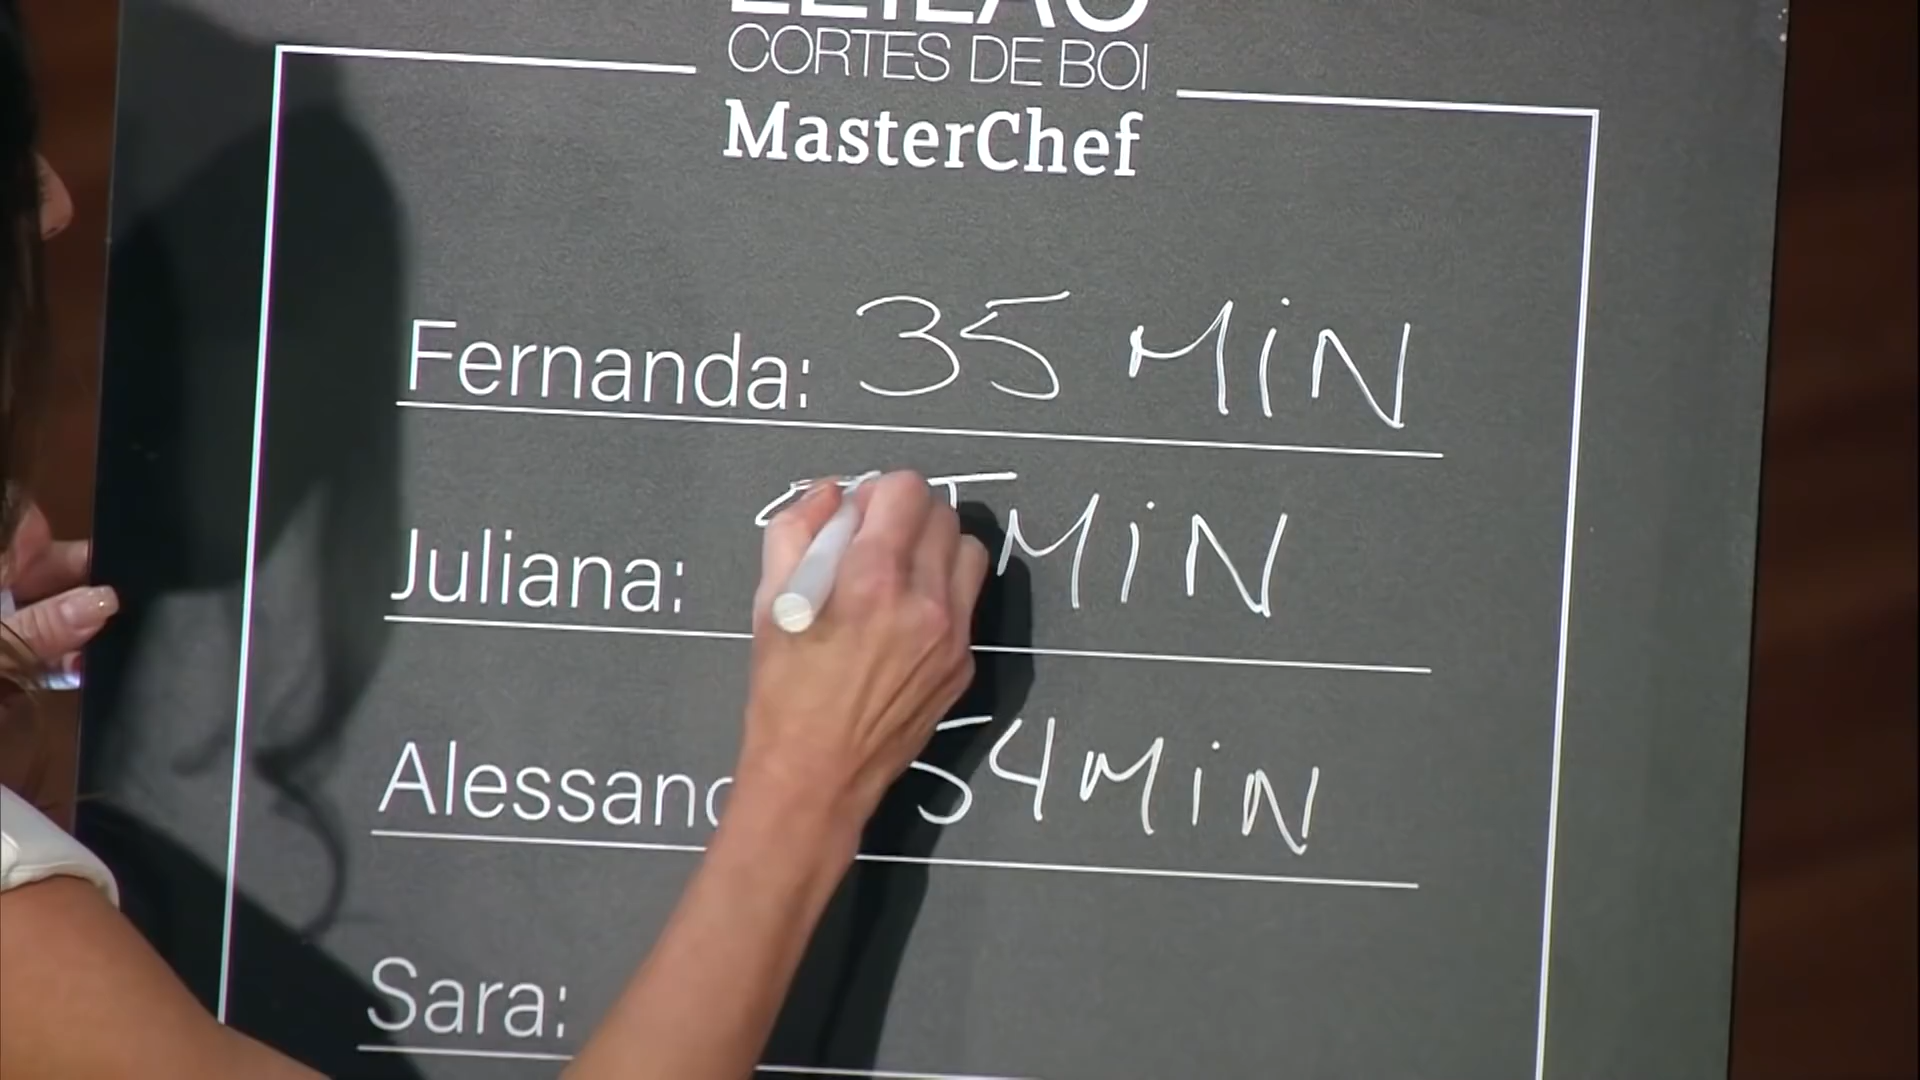 CORTES DE BOI
MasterChef
Fernanda: 35 MiN
Juliana: MiN
54 MiN
Sara: